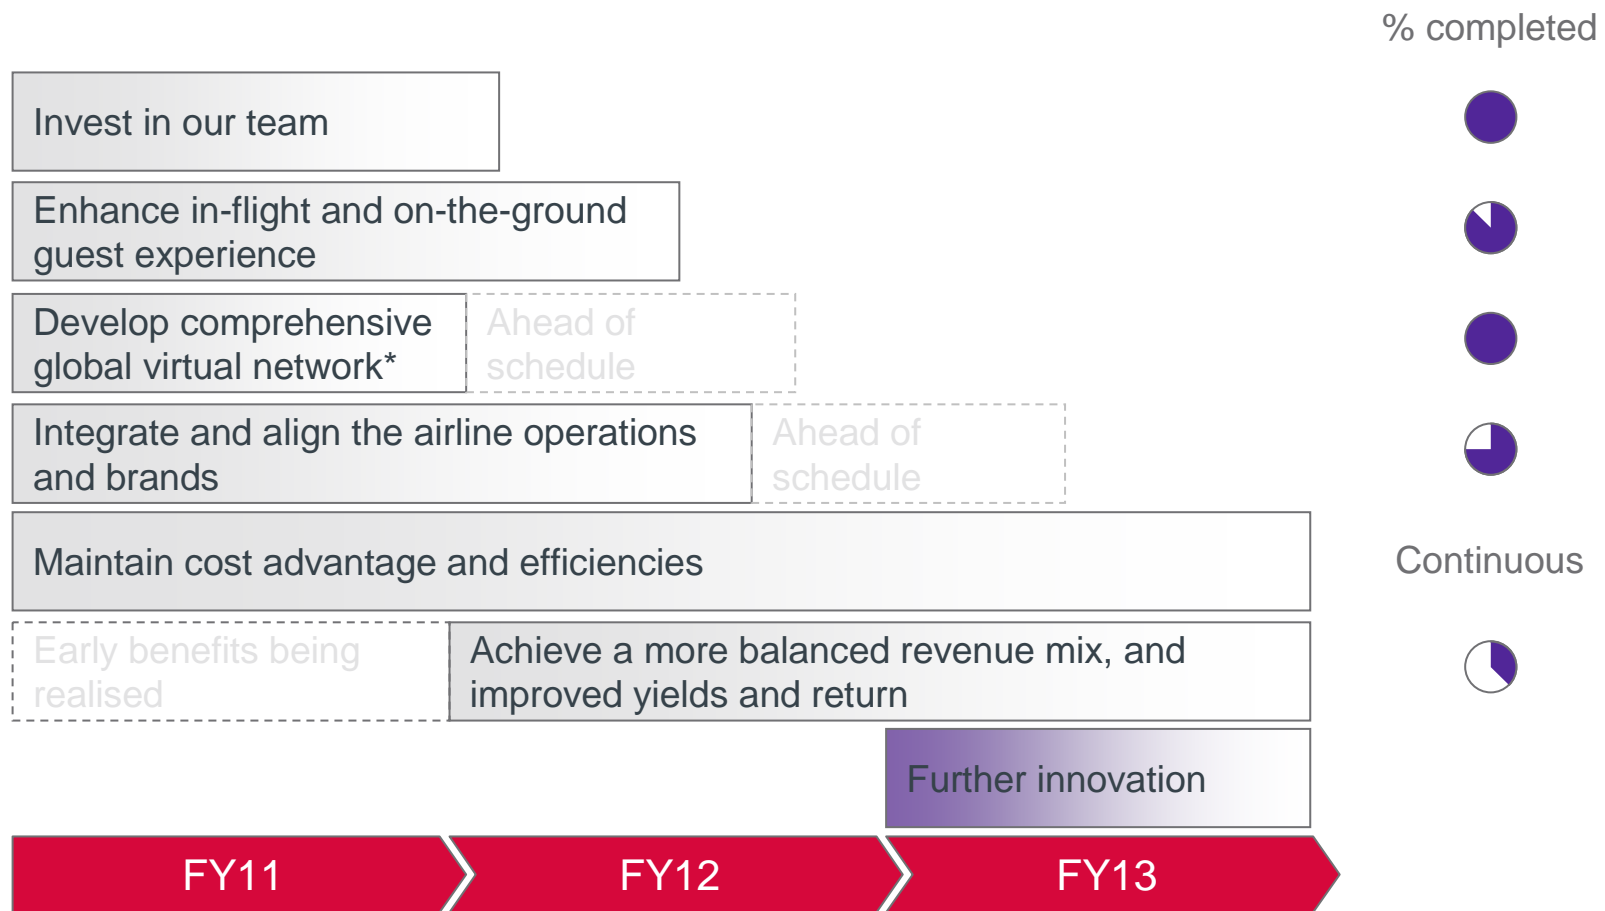 % completed
Invest in our team
Enhance in-flight and on-the-ground
guest experience
Develop comprehensive
global virtual network*
Ahead of
schedule
Integrate and align the airline operations
and brands
Ahead of
schedule
Maintain cost advantage and efficiencies
Continuous
Early benefits being
realised
Achieve a more balanced revenue mix, and
improved yields and return
Further innovation
FY11
FY12
FY13